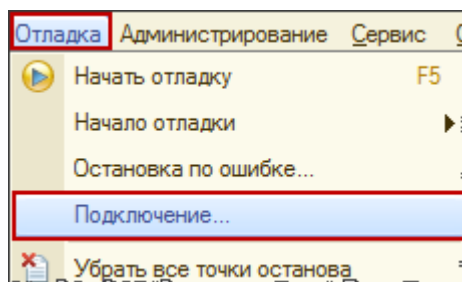 Отладка Администрирование Сервис
Начать отладку F5
Начало отладки
Остановка по ошибке...
Подключение...
Убрать все точки останова